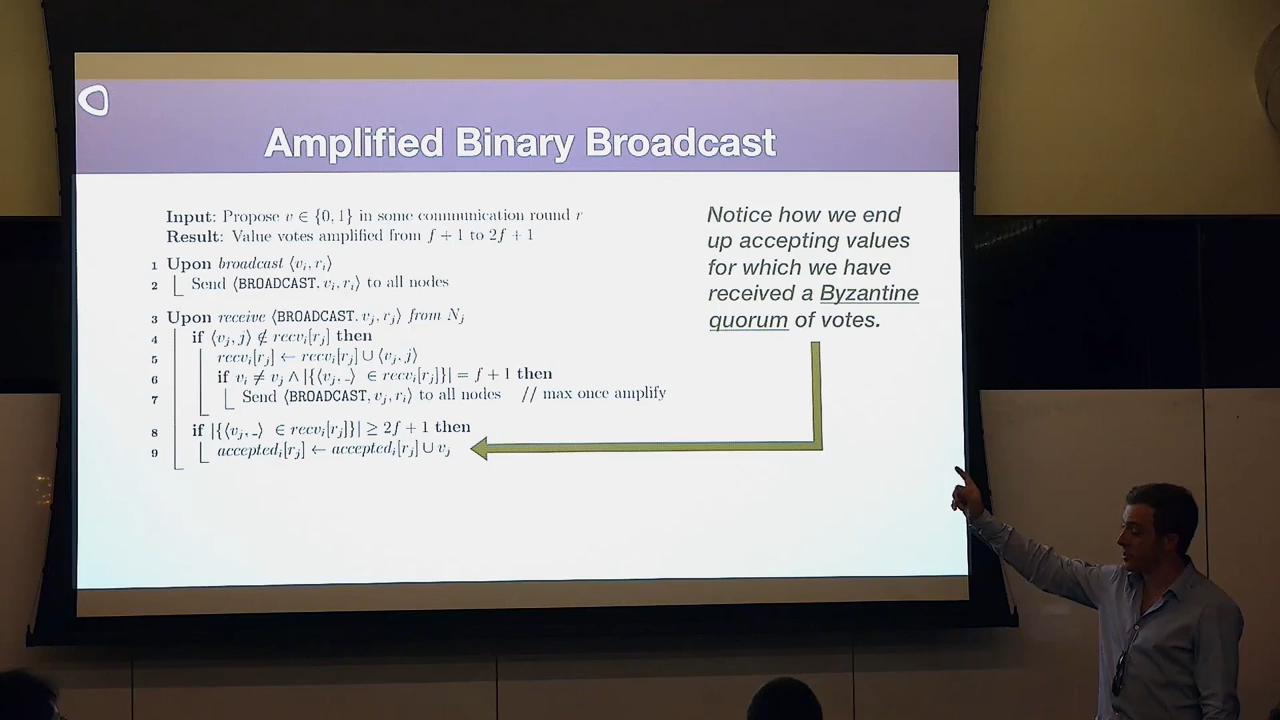 Amplified Binary Broadcast
Input: Propose v ∈ {0, 1} in some communication round r
Result: Value votes amplified from f + 1 to 2f + 1
1 Upon broadcast ⟨vᵢ, rᵢ⟩
2 Send ⟨BROADCAST, vᵢ, rᵢ⟩ to all nodes
3 Upon receive ⟨BROADCAST, vⱼ, rⱼ⟩ from Nⱼ
4 if ⟨vⱼ, j⟩ ∉ recvᵢ[rⱼ] then
5 recvᵢ[rⱼ] ← recvᵢ[rⱼ] ∪ ⟨vⱼ, j⟩
6 if vᵢ ≠ vⱼ ∧ |{⟨vⱼ, _⟩ ∈ recvᵢ[rⱼ]}| = f + 1 then
7 Send ⟨BROADCAST, vⱼ, rᵢ⟩ to all nodes // max once amplify
8 if |{⟨vⱼ, _⟩ ∈ recvᵢ[rⱼ]}| ≥ 2f + 1 then
9 acceptedᵢ[rⱼ] ← acceptedᵢ[rⱼ] ∪ vⱼ
Notice how we end
up accepting values
for which we have
received a Byzantine
quorum of votes.